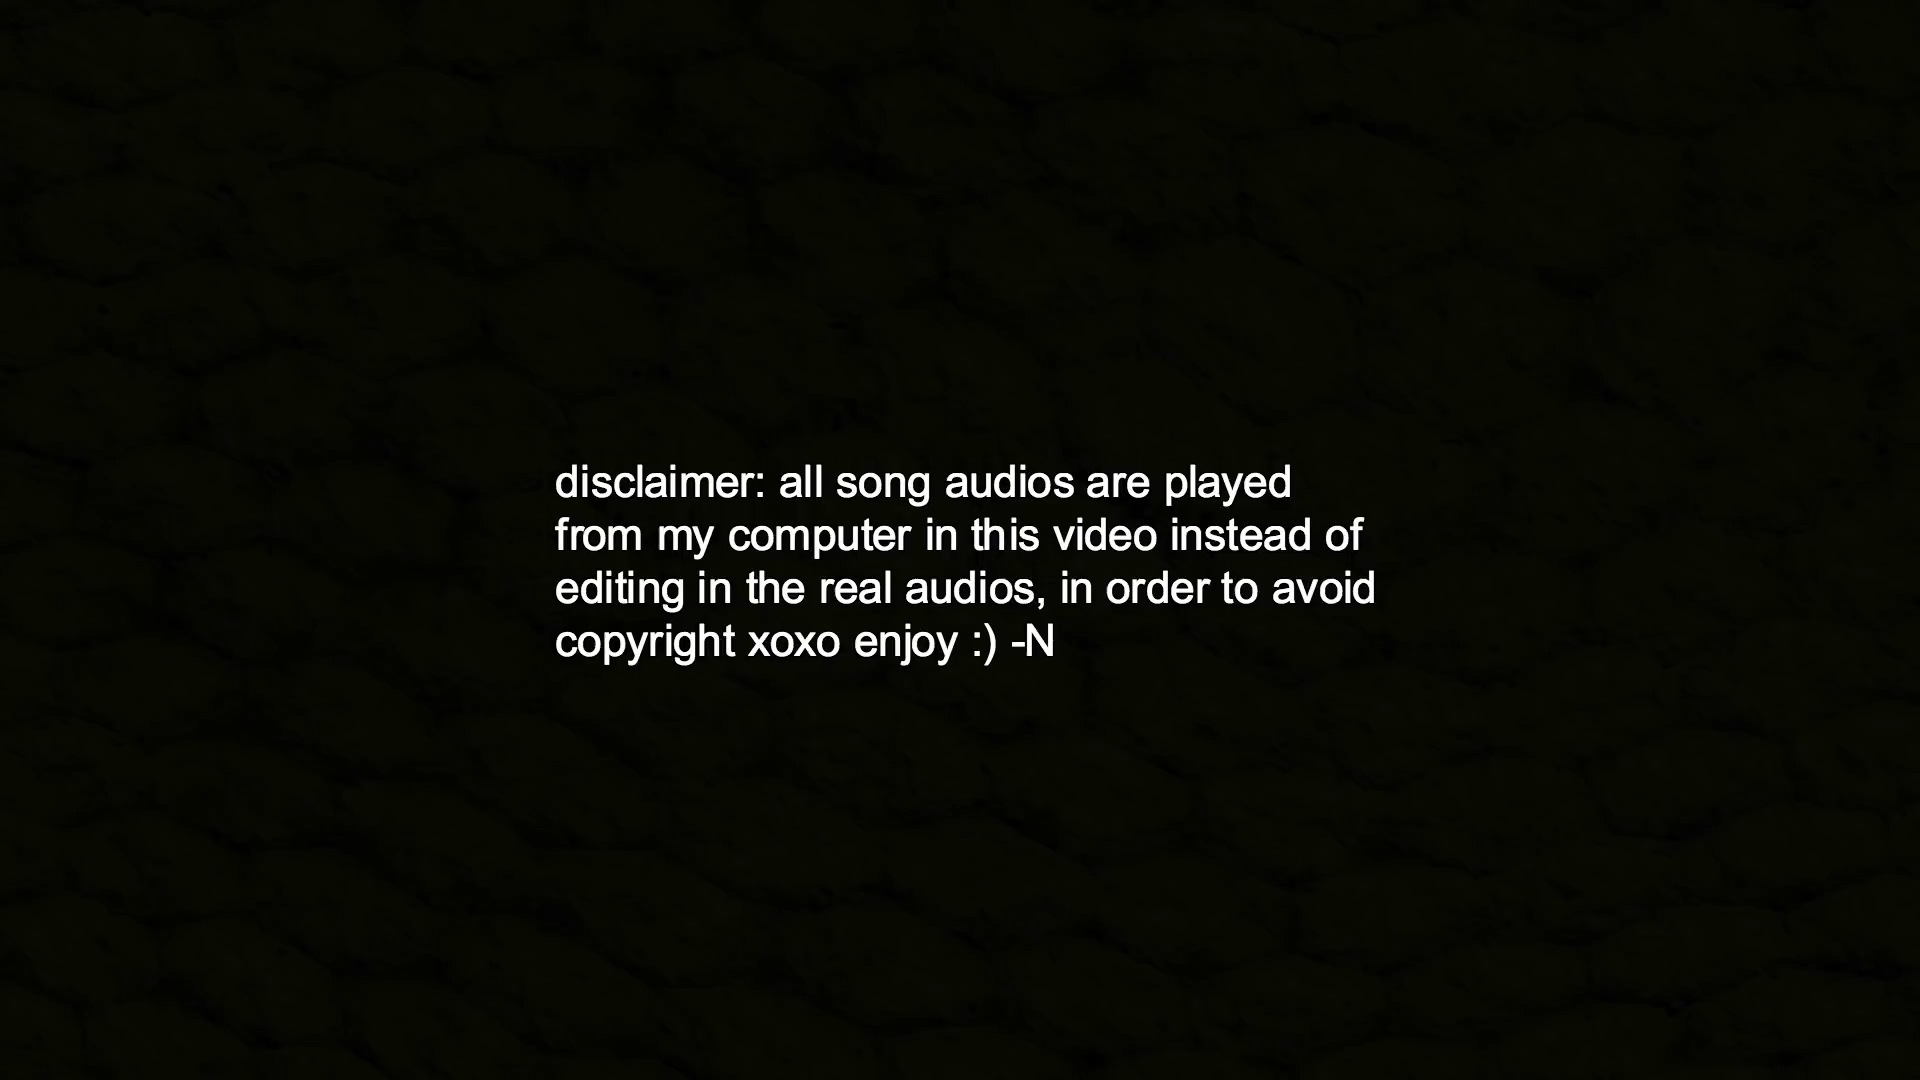 disclaimer: all song audios are played
from my computer in this video instead of
editing in the real audios, in order to avoid
copyright xoxo enjoy :) -N